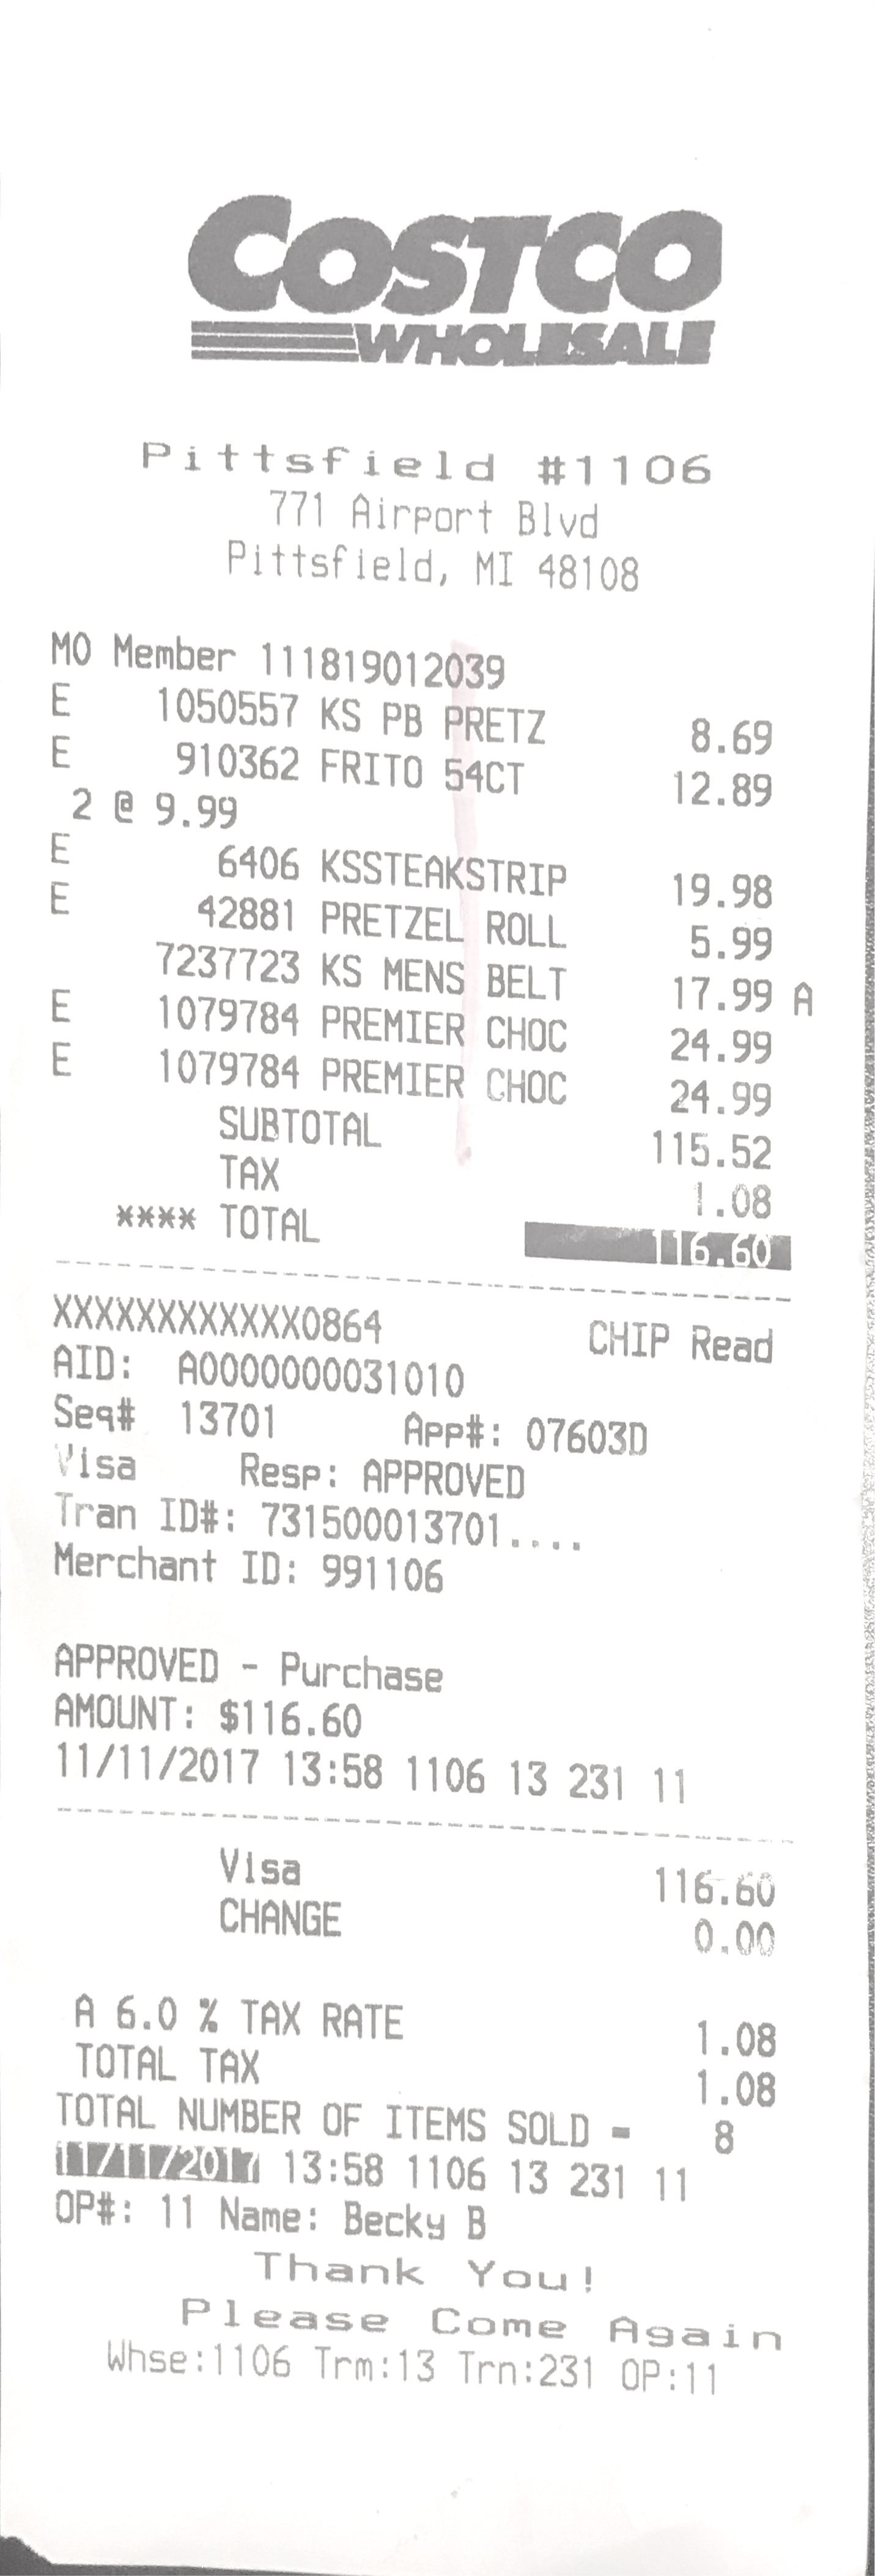 COSTCO
WHOLESALE
Pittsfield #1106
771 Airport Blvd
Pittsfield, MI 48108
MO Member 111819012039
E 1050557 KS PB PRETZ 8.69
E 910362 FRITO 54CT 12.89
2 @ 9.99
E 6406 KSSTEAKSTRIP 19.98
E 42881 PRETZEL ROLL 5.99
7237723 KS MENS BELT 17.99 A
E 1079784 PREMIER CHOC 24.99
E 1079784 PREMIER CHOC 24.99
SUBTOTAL 115.52
TAX 1.08
**** TOTAL 116.60
XXXXXXXXXXXX0864 CHIP Read
AID: A0000000031010
Seq# 13701 App#: 07603D
Visa Resp: APPROVED
Tran ID#: 731500013701....
Merchant ID: 991106
APPROVED - Purchase
AMOUNT: $116.60
11/11/2017 13:58 1106 13 231 11
Visa 116.60
CHANGE 0.00
A 6.0 % TAX RATE 1.08
TOTAL TAX 1.08
TOTAL NUMBER OF ITEMS SOLD = 8
11/11/2017 13:58 1106 13 231 11
OP#: 11 Name: Becky B
Thank You!
Please Come Again
Whse:1106 Trm:13 Trn:231 OP:11